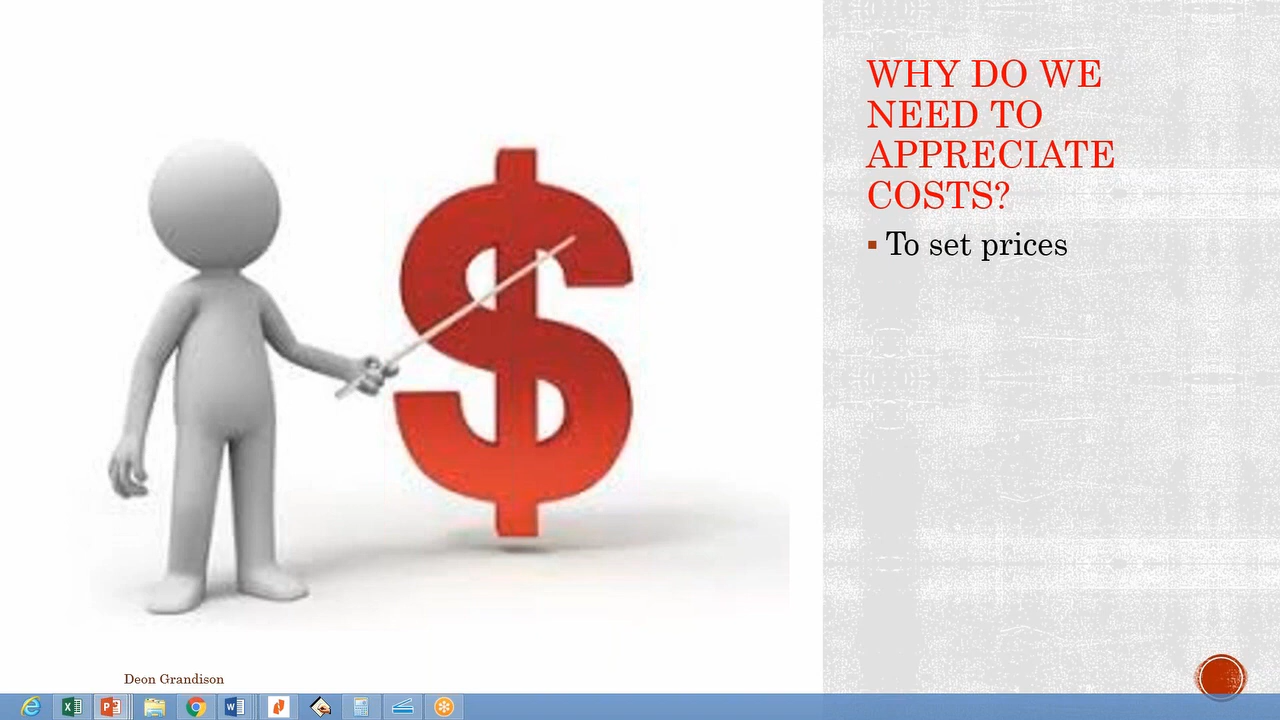 WHY DO WE
NEED TO
APPRECIATE
COSTS?
▪ To set prices
Deon Grandison